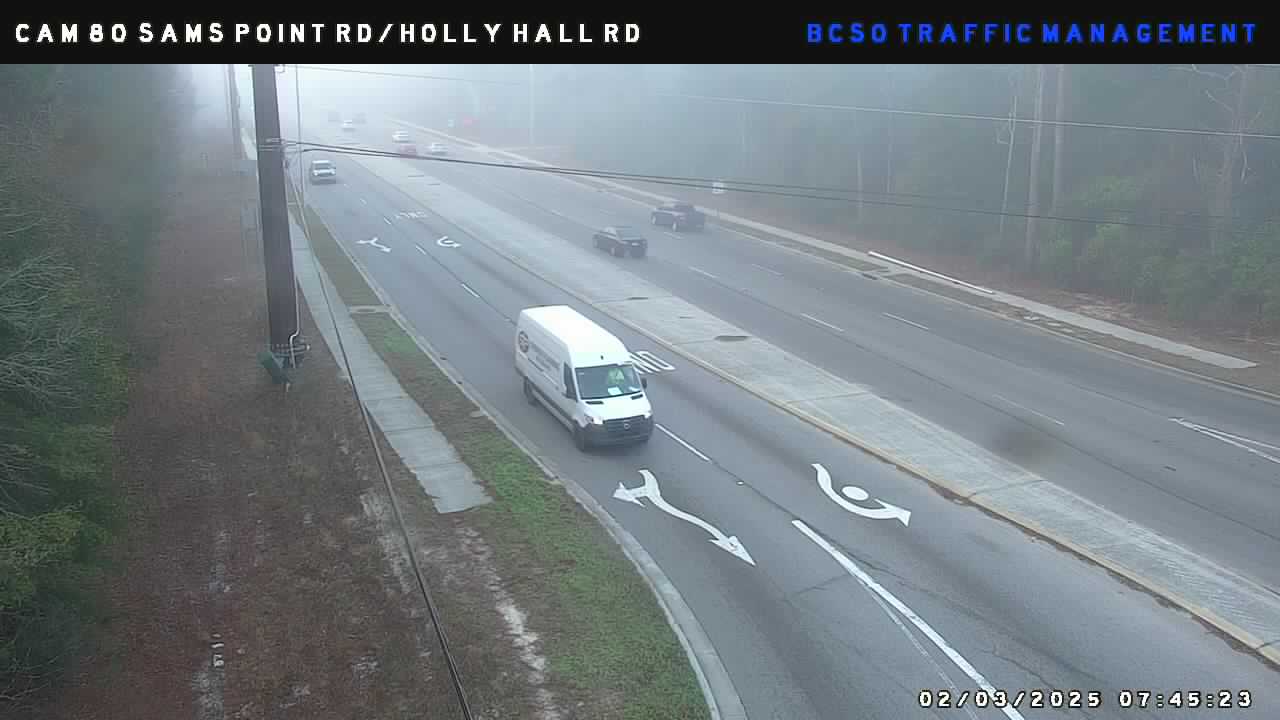 CAM 80 SAMS POINT RD/HOLLY HALL RD
BCSO TRAFFIC MANAGEMENT
ONLY
02/03/2025 07:45:23